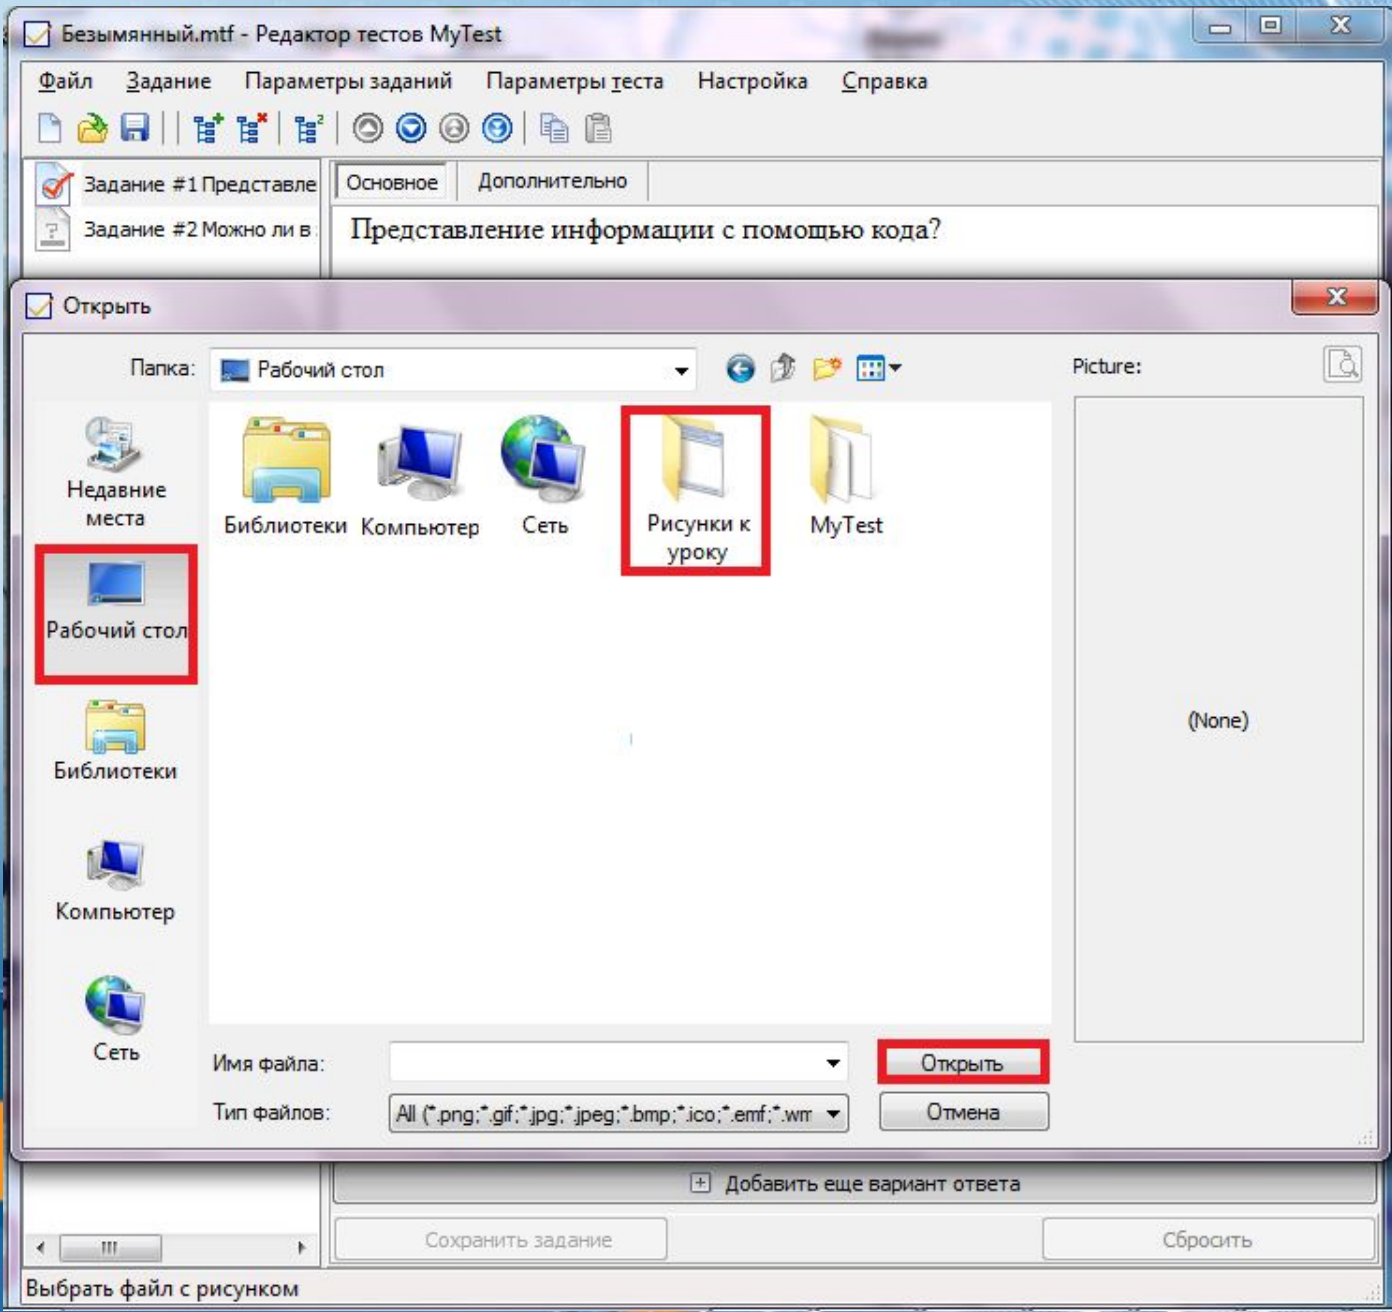 Безымянный.mtf - Редактор тестов MyTest
Файл Задание Параметры заданий Параметры теста Настройка Справка
Задание #1 Представле
Основное Дополнительно
Задание #2 Можно ли в
Представление информации с помощью кода?
Открыть
Папка: Рабочий стол
Picture:
Недавние
места
Рабочий стол
Библиотеки
Компьютер
Сеть
Библиотеки
Компьютер
Сеть
Рисунки к
уроку
MyTest
(None)
Имя файла:
Открыть
Тип файлов: All (*.png;*.gif;*.jpg;*.jpeg;*.bmp;*.ico;*.emf;*.wm
Отмена
Добавить еще вариант ответа
Сохранить задание
Сбросить
Выбрать файл с рисунком